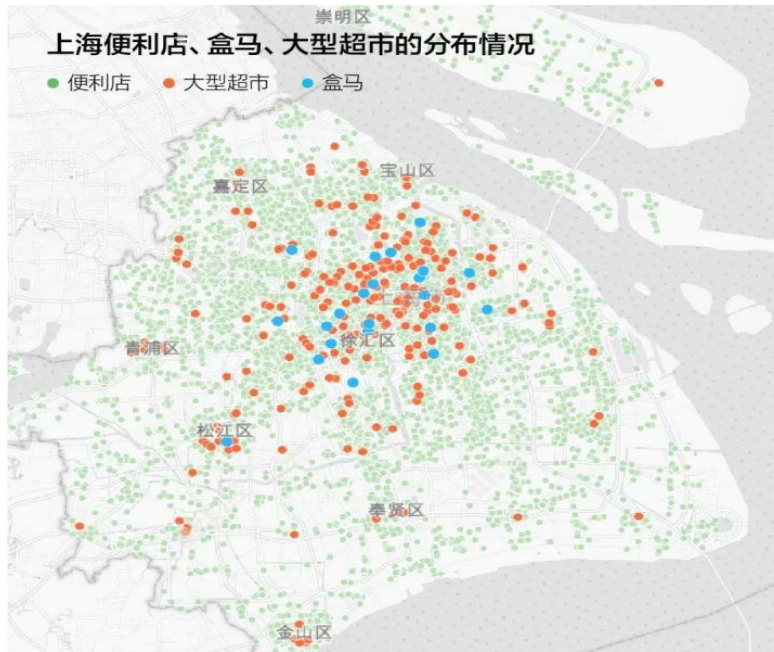 崇明区
上海便利店、盒马、大型超市的分布情况
便利店 大型超市 盒马
宝山区
嘉定区
徐汇区
青浦区
松江区
奉贤区
金山区